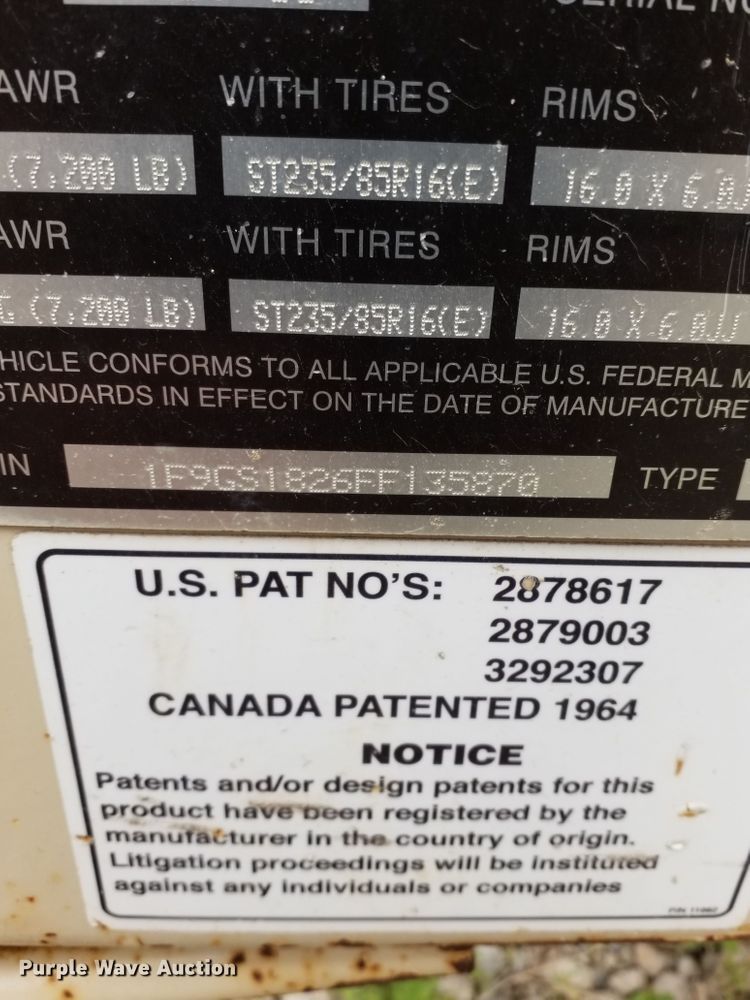 SERIAL NO
AWR WITH TIRES RIMS
(7,200 LB) ST235/85R16(E) 16.0 X 6.0J
AWR WITH TIRES RIMS
G (7,200 LB) ST235/85R16(E) 16.0 X 6.0JJ
HICLE CONFORMS TO ALL APPLICABLE U.S. FEDERAL M
STANDARDS IN EFFECT ON THE DATE OF MANUFACTURE
IN 1F9GS1826FF135870 TYPE
U.S. PAT NO'S: 2878617
2879003
3292307
CANADA PATENTED 1964
NOTICE
Patents and/or design patents for this
product have been registered by the
manufacturer in the country of origin.
Litigation proceedings will be instituted
against any individuals or companies
Purple Wave Auction